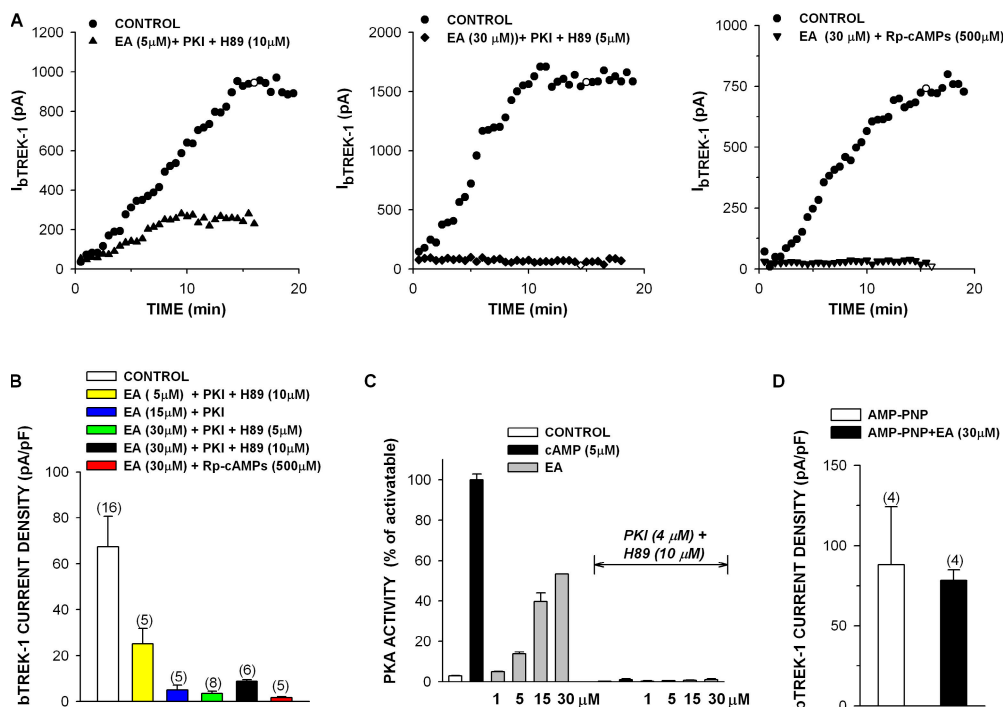 A
CONTROL
EA (5μM)+ PKI + H89 (10μM)
1200
1000
800
600
400
200
0
I bTREK-1 (pA)
0 10 20
TIME (min)
CONTROL
EA (30 μM))+ PKI + H89 (5μM)
2000
1500
1000
500
0
I bTREK-1 (pA)
0 10 20
TIME (min)
CONTROL
EA (30 μM) + Rp-cAMPs (500μM)
1000
750
500
250
0
I bTREK-1 (pA)
0 10 20
TIME (min)
B
CONTROL
EA ( 5μM) + PKI + H89 (10μM)
EA (15μM) + PKI
EA (30μM) + PKI + H89 (5μM)
EA (30μM) + PKI + H89 (10μM)
EA (30μM) + Rp-cAMPs (500μM)
bTREK-1 CURRENT DENSITY (pA/pF)
100
80
60
40
20
0
(16)
(5)
(5)
(8)
(6)
(5)
C
CONTROL
cAMP (5μM)
EA
PKA ACTIVITY (% of activatable)
100
80
60
40
20
0
PKI (4 μM) +
H89 (10 μM)
1 5 15 30 μM 1 5 15 30 μM
D
AMP-PNP
AMP-PNP+EA (30μM)
bTREK-1 CURRENT DENSITY (pA/pF)
150
125
100
75
50
25
0
(4)
(4)